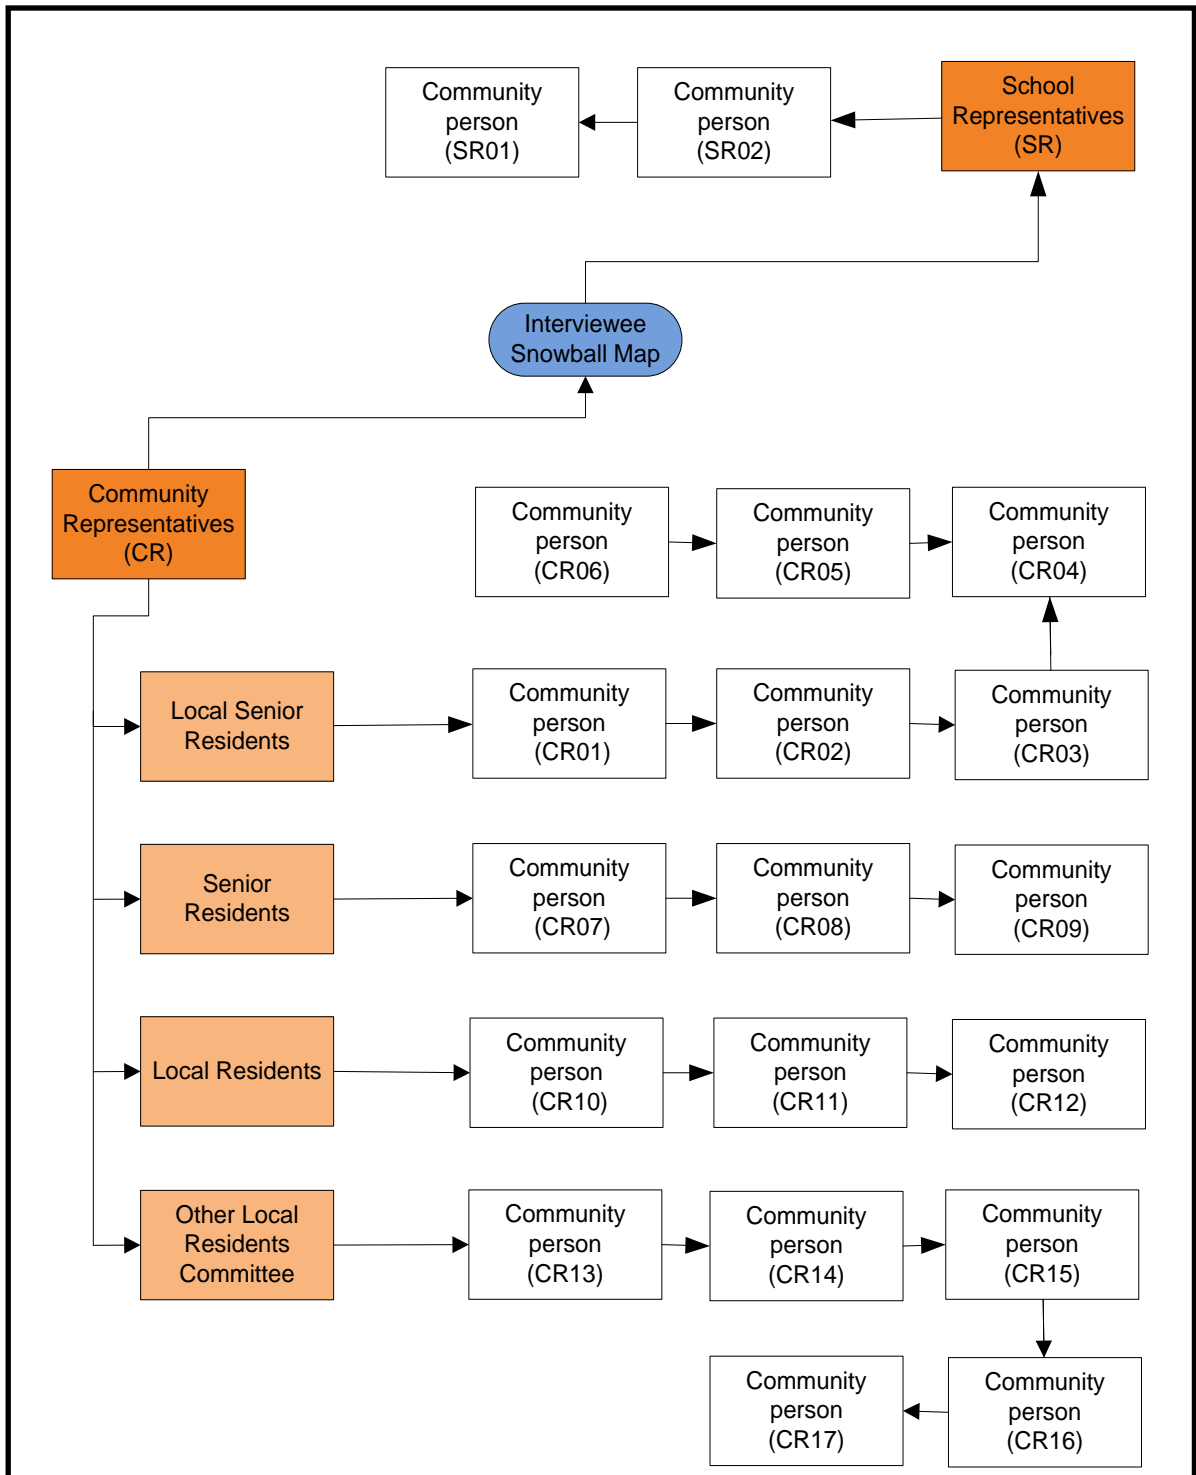 Community
person
(SR01)
Community
person
(SR02)
School
Representatives
(SR)
Interviewee
Snowball Map
Community
Representatives
(CR)
Community
person
(CR06)
Community
person
(CR05)
Community
person
(CR04)
Local Senior
Residents
Community
person
(CR01)
Community
person
(CR02)
Community
person
(CR03)
Senior
Residents
Community
person
(CR07)
Community
person
(CR08)
Community
person
(CR09)
Local Residents
Community
person
(CR10)
Community
person
(CR11)
Community
person
(CR12)
Other Local
Residents
Committee
Community
person
(CR13)
Community
person
(CR14)
Community
person
(CR15)
Community
person
(CR17)
Community
person
(CR16)